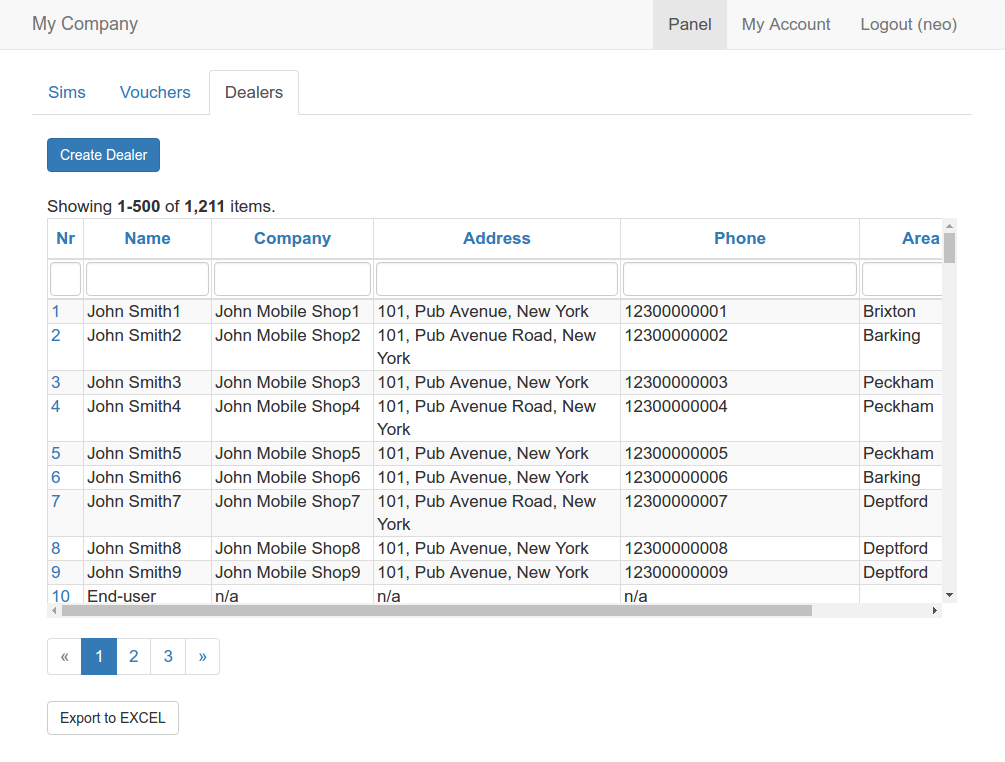 My Company Panel My Account Logout (neo)
Sims Vouchers Dealers
Create Dealer
Showing 1-500 of 1,211 items.
Nr Name Company Address Phone Area
1 John Smith1 John Mobile Shop1 101, Pub Avenue, New York 12300000001 Brixton
2 John Smith2 John Mobile Shop2 101, Pub Avenue Road, New 12300000002 Barking
York
3 John Smith3 John Mobile Shop3 101, Pub Avenue, New York 12300000003 Peckham
4 John Smith4 John Mobile Shop4 101, Pub Avenue Road, New 12300000004 Peckham
York
5 John Smith5 John Mobile Shop5 101, Pub Avenue, New York 12300000005 Peckham
6 John Smith6 John Mobile Shop6 101, Pub Avenue, New York 12300000006 Barking
7 John Smith7 John Mobile Shop7 101, Pub Avenue Road, New 12300000007 Deptford
York
8 John Smith8 John Mobile Shop8 101, Pub Avenue, New York 12300000008 Deptford
9 John Smith9 John Mobile Shop9 101, Pub Avenue, New York 12300000009 Deptford
10 End-user n/a n/a n/a
« 1 2 3 »
Export to EXCEL